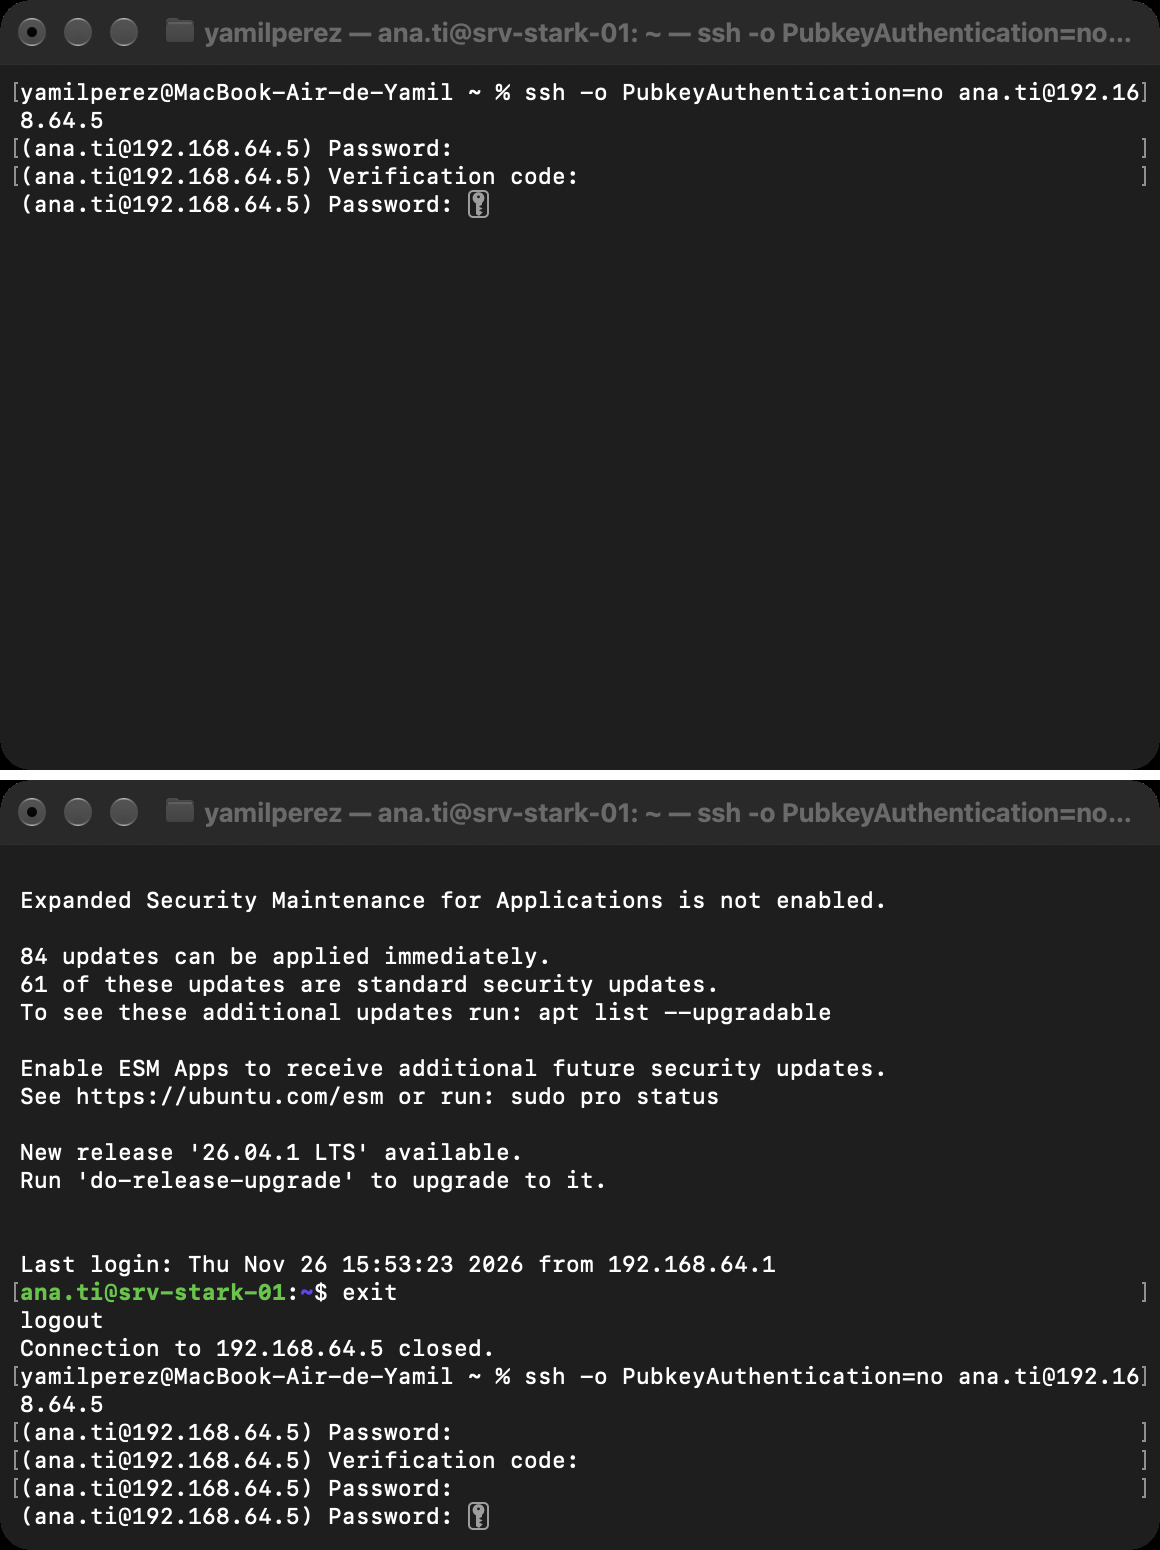 yamilperez — ana.ti@srv-stark-01: ~ — ssh -o PubkeyAuthentication=no...
[yamilperez@MacBook-Air-de-Yamil ~ % ssh -o PubkeyAuthentication=no ana.ti@192.16]
8.64.5
[(ana.ti@192.168.64.5) Password: ]
[(ana.ti@192.168.64.5) Verification code: ]
(ana.ti@192.168.64.5) Password:
yamilperez — ana.ti@srv-stark-01: ~ — ssh -o PubkeyAuthentication=no...
Expanded Security Maintenance for Applications is not enabled.
84 updates can be applied immediately.
61 of these updates are standard security updates.
To see these additional updates run: apt list --upgradable
Enable ESM Apps to receive additional future security updates.
See https://ubuntu.com/esm or run: sudo pro status
New release '26.04.1 LTS' available.
Run 'do-release-upgrade' to upgrade to it.
Last login: Thu Nov 26 15:53:23 2026 from 192.168.64.1
[ana.ti@srv-stark-01:~$ exit ]
logout
Connection to 192.168.64.5 closed.
[yamilperez@MacBook-Air-de-Yamil ~ % ssh -o PubkeyAuthentication=no ana.ti@192.16]
8.64.5
[(ana.ti@192.168.64.5) Password: ]
[(ana.ti@192.168.64.5) Verification code: ]
[(ana.ti@192.168.64.5) Password: ]
(ana.ti@192.168.64.5) Password: